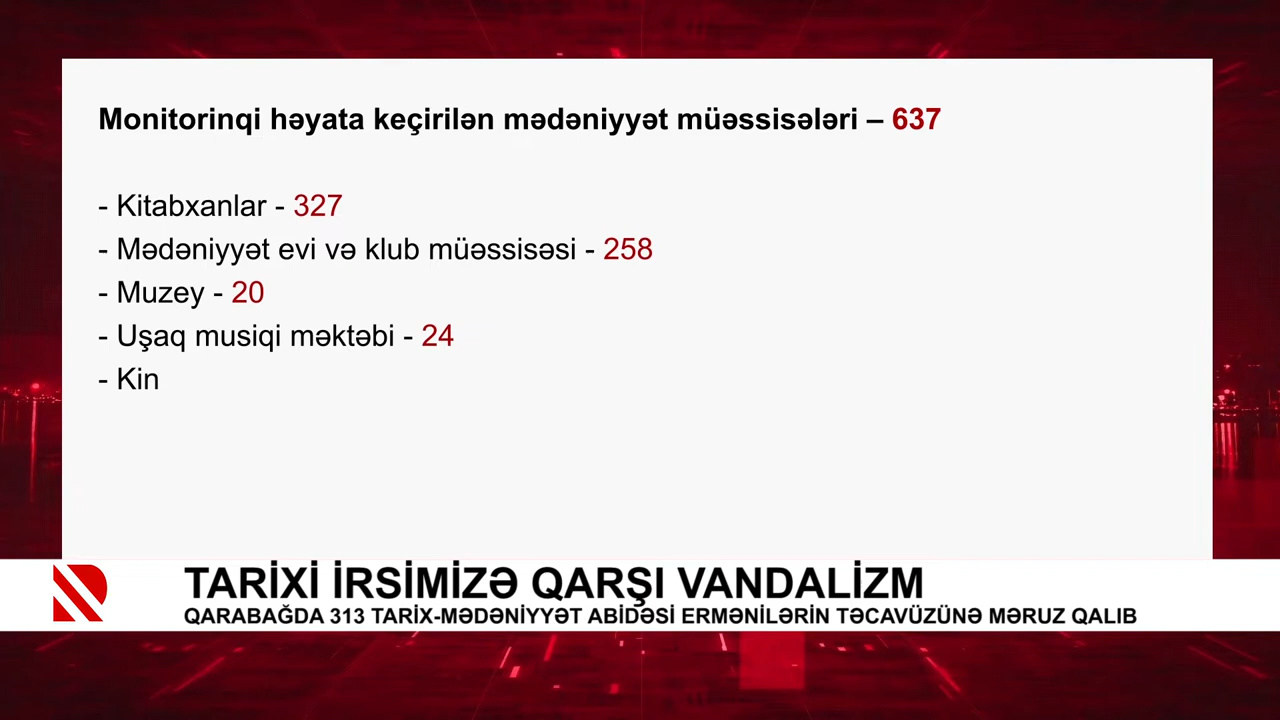 Monitorinqi həyata keçirilən mədəniyyət müəssisələri – 637
- Kitabxanlar - 327
- Mədəniyyət evi və klub müəssisəsi - 258
- Muzey - 20
- Uşaq musiqi məktəbi - 24
- Kin
TARİXİ İRSİMİZƏ QARŞI VANDALİZM
QARABAĞDA 313 TARİX-MƏDƏNİYYƏT ABİDƏSİ ERMƏNİLƏRİN TƏCAVÜZÜNƏ MƏRUZ QALIB